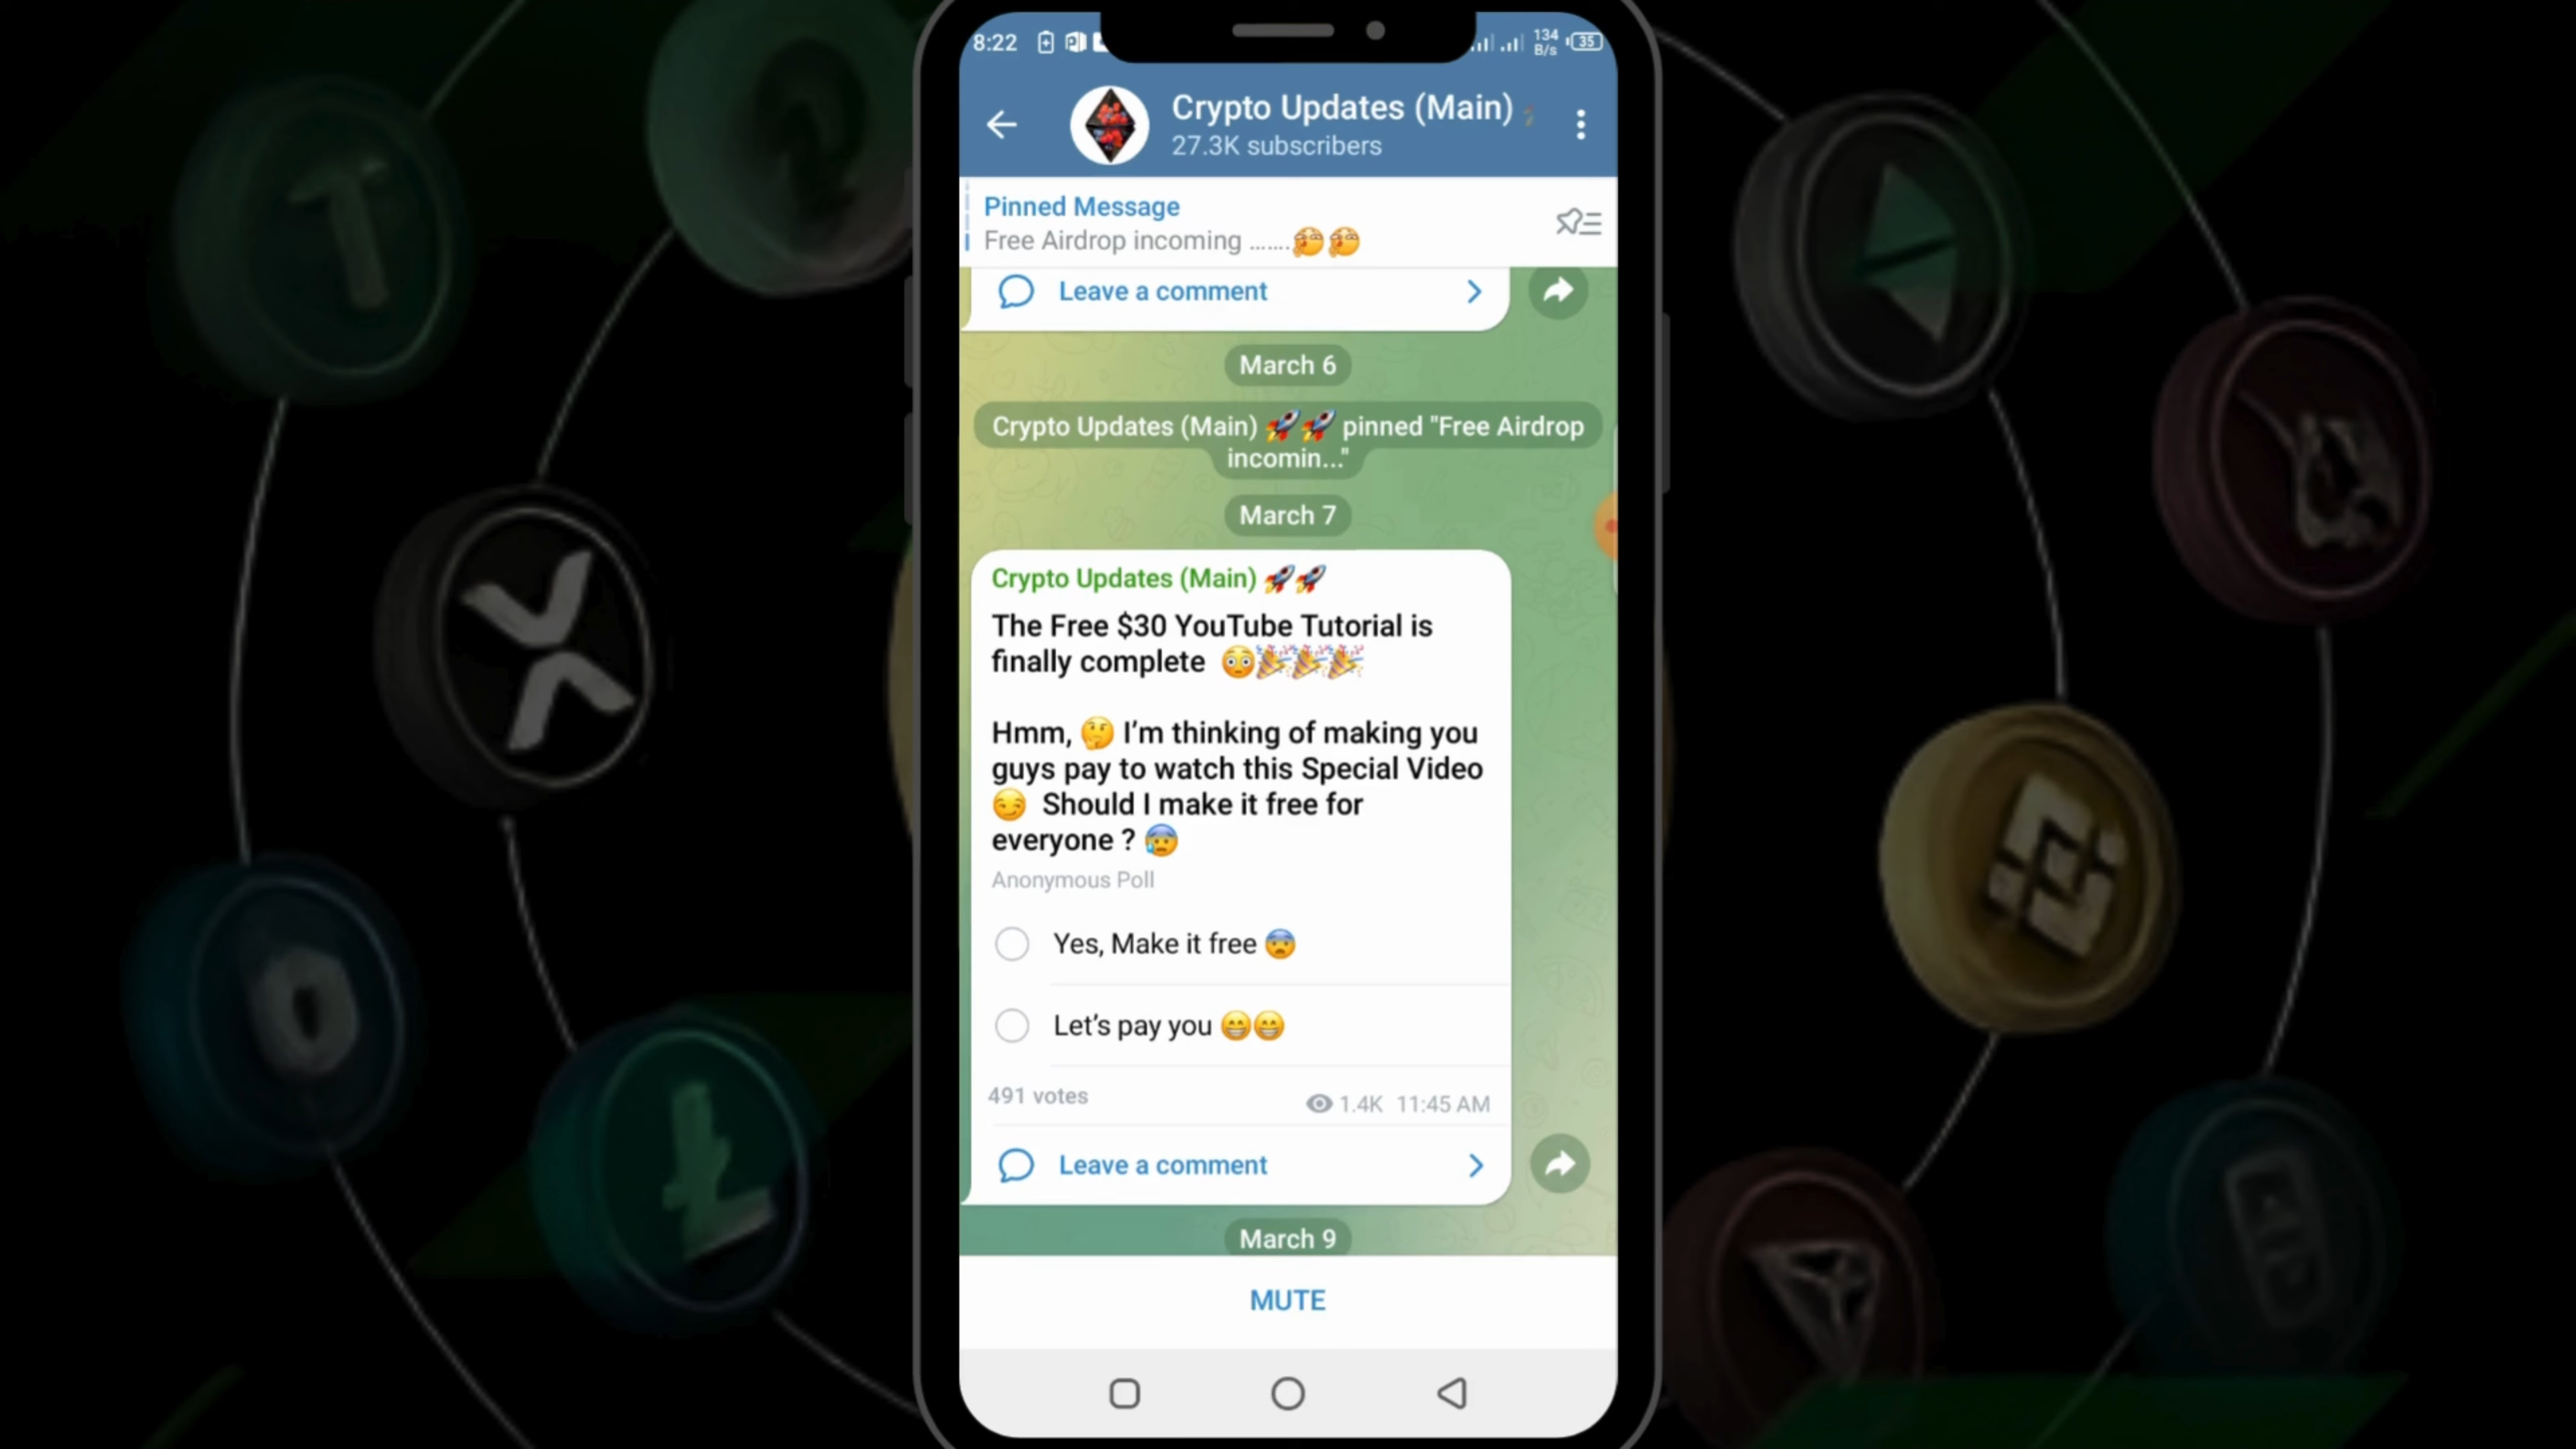 8:22
134
B/s
35
Crypto Updates (Main)
27.3K subscribers
Pinned Message
Free Airdrop incoming .......🫣🫣
Leave a comment
March 6
Crypto Updates (Main) 🚀🚀 pinned "Free Airdrop
incomin..."
March 7
Crypto Updates (Main) 🚀🚀
The Free $30 YouTube Tutorial is
finally complete 😳🎉🎉🎉
Hmm, 🤔 I’m thinking of making you
guys pay to watch this Special Video
😏 Should I make it free for
everyone ? 😰
Anonymous Poll
Yes, Make it free 😨
Let’s pay you 😁😁
491 votes
1.4K 11:45 AM
Leave a comment
March 9
MUTE